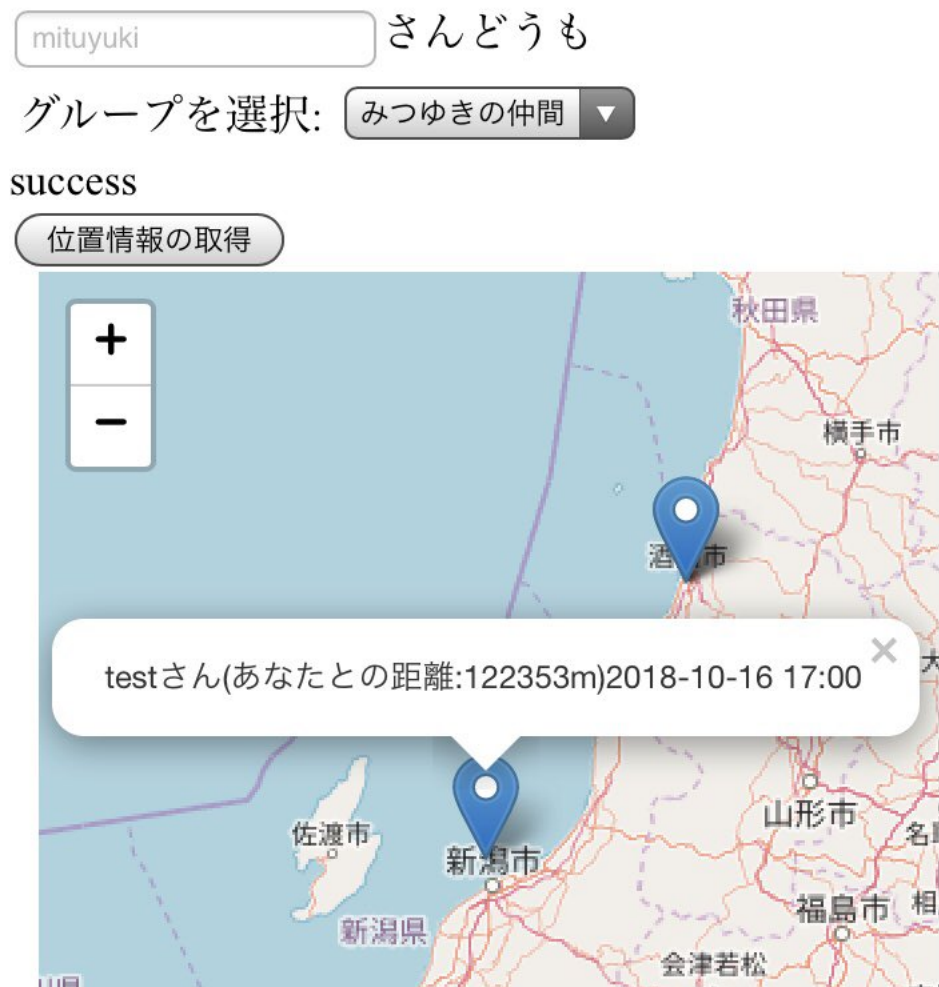 mituyuki さんどうも
グループを選択: みつゆきの仲間 ▼
success
位置情報の取得
+
−
秋田県
横手市
testさん(あなたとの距離:122353m)2018-10-16 17:00
×
佐渡市
新潟市
山形市
新潟県
福島市
会津若松